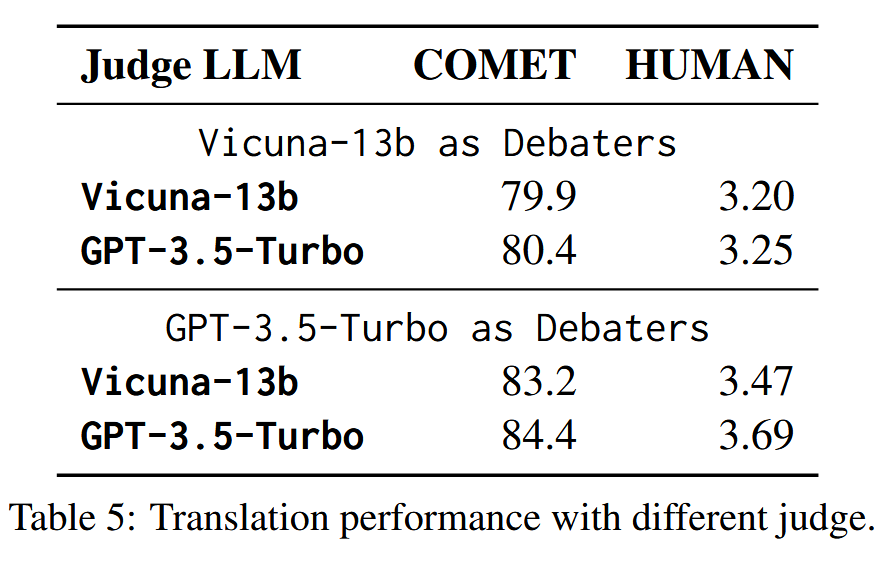 Judge LLM COMET HUMAN
Vicuna-13b as Debaters
Vicuna-13b 79.9 3.20
GPT-3.5-Turbo 80.4 3.25
GPT-3.5-Turbo as Debaters
Vicuna-13b 83.2 3.47
GPT-3.5-Turbo 84.4 3.69
Table 5: Translation performance with different judge.